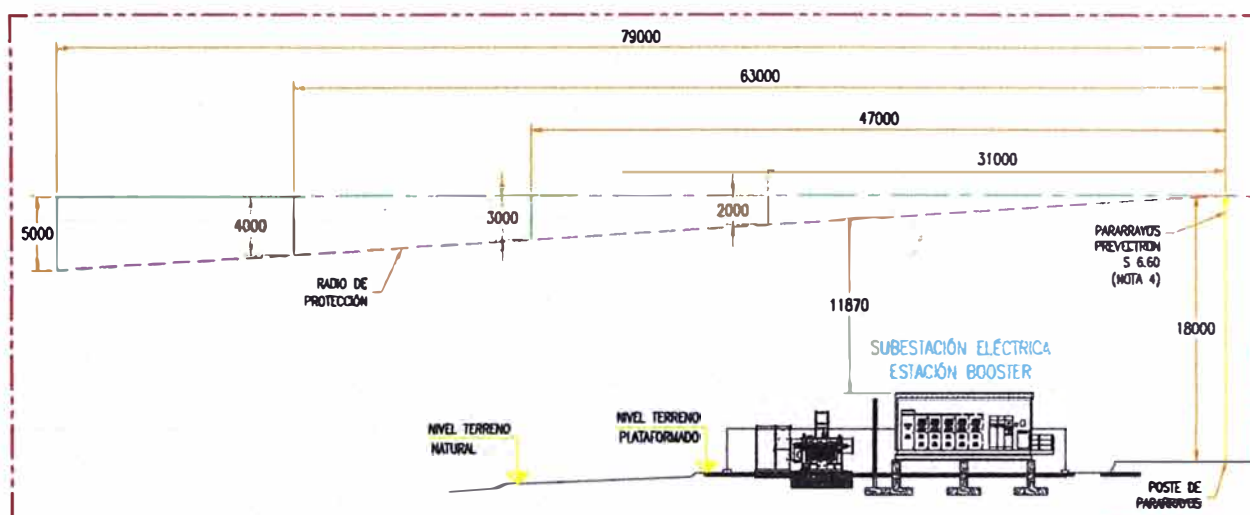 79000
63000
47000
31000
5000
4000
3000
2000
RADIO DE
PROTECCIÓN
PARARRAYOS
PREVECTRON
S 6.60
(NOTA 4)
11870
18000
SUBESTACIÓN ELÉCTRICA
ESTACIÓN BOOSTER
NIVEL TERRENO
NATURAL
NIVEL TERRENO
PLATAFORMADO
POSTE DE
PARARRAYOS